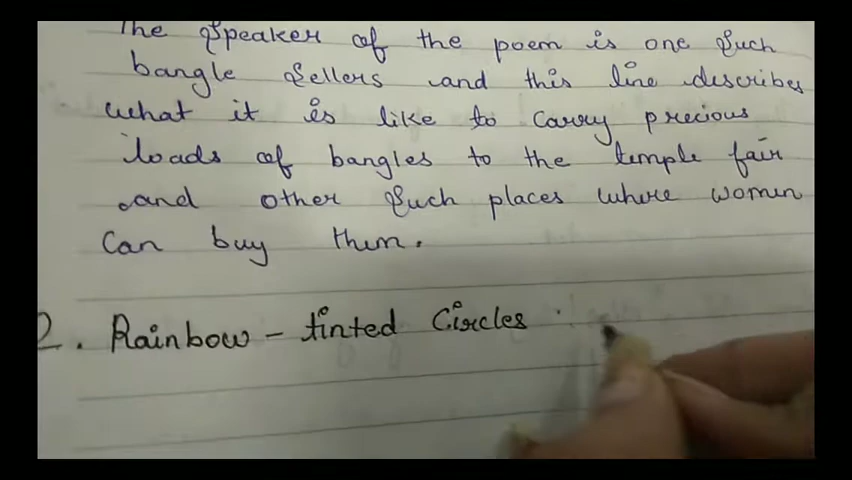 The Speaker of the poem is one such
bangle sellers and this line describes
what it is like to carry precious
loads of bangles to the temple fair
and other such places where women
can buy them.
2. Rainbow - tinted Circles